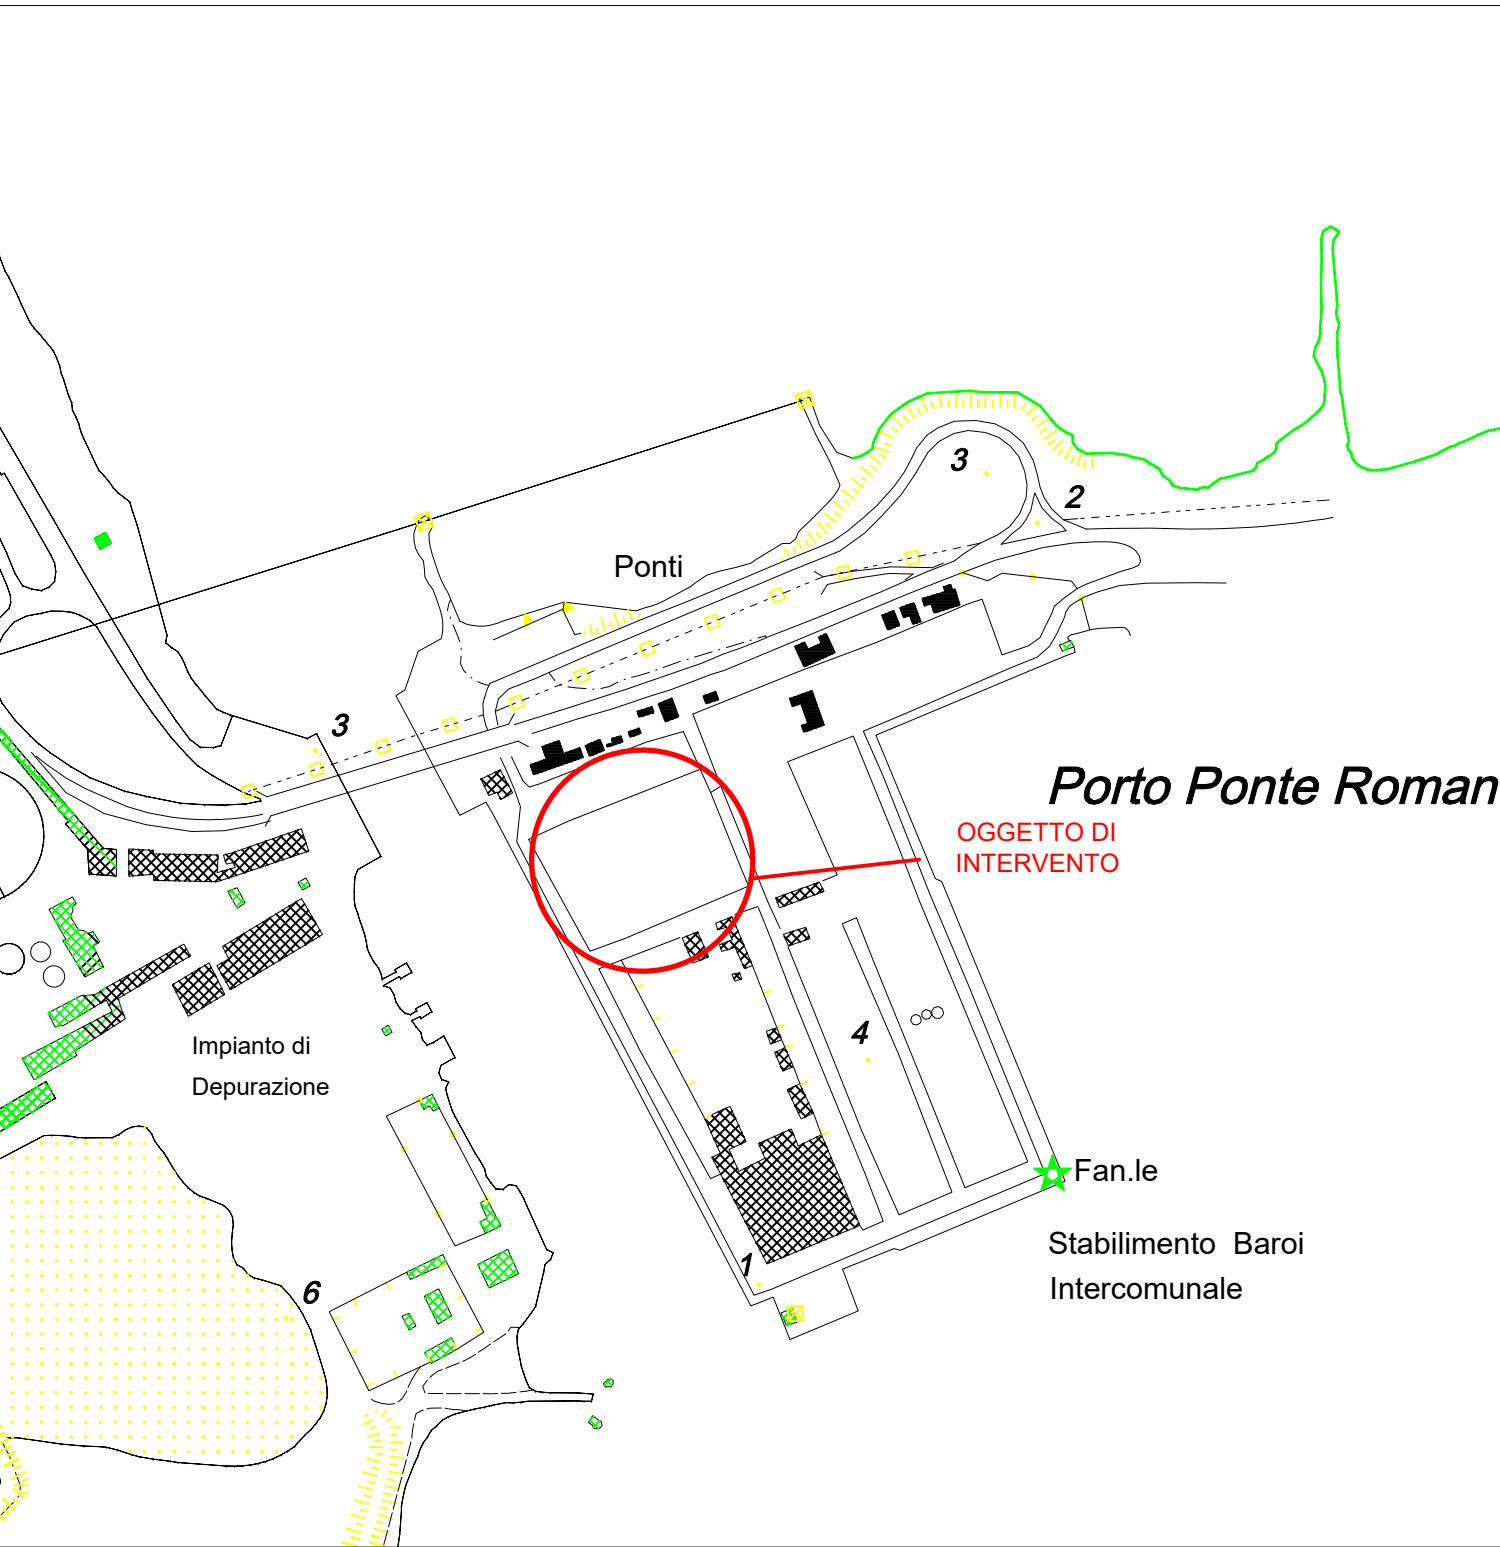 3
2
Ponti
3
Porto Ponte Roman
OGGETTO DI
INTERVENTO
4
Impianto di
Depurazione
Fan.le
Stabilimento Baroi
Intercomunale
1
6